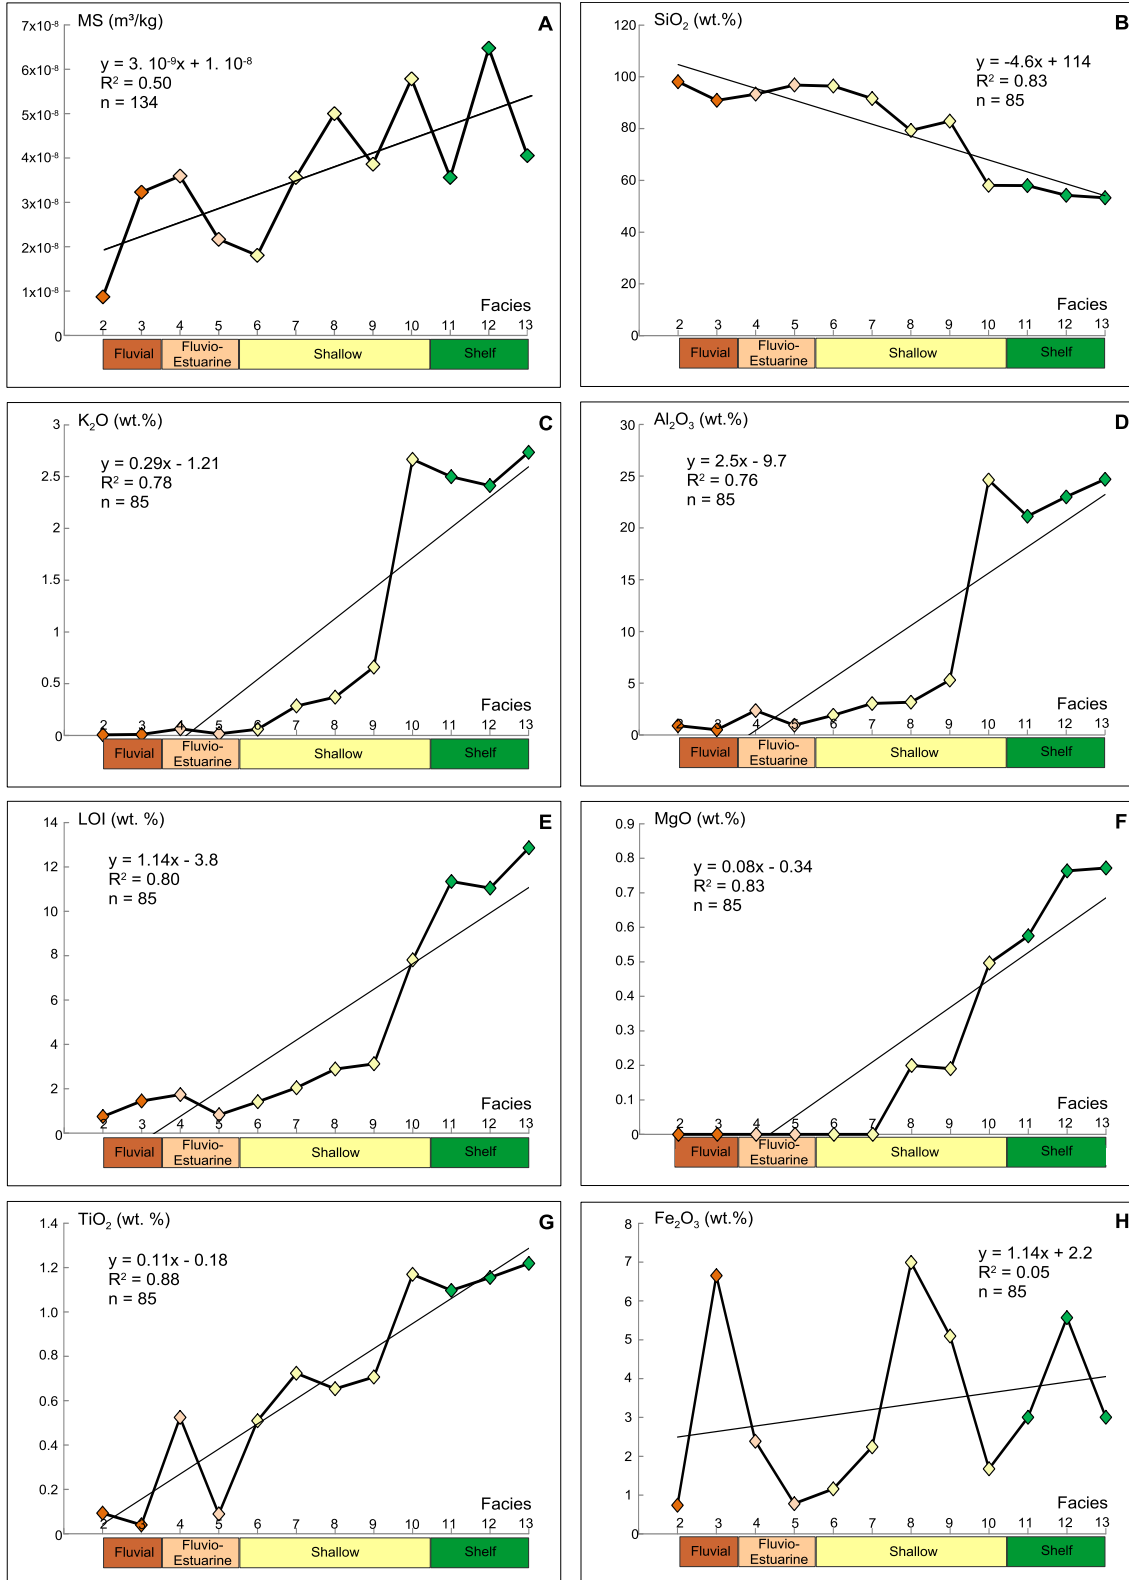 MS (m³/kg)
A
y = 3. 10⁻⁹x + 1. 10⁻⁸
R² = 0.50
n = 134
7x10⁻⁸
6x10⁻⁸
5x10⁻⁸
4x10⁻⁸
3x10⁻⁸
2x10⁻⁸
1x10⁻⁸
0
Facies
2 3 4 5 6 7 8 9 10 11 12 13
Fluvial Fluvio-Estuarine Shallow Shelf
SiO₂ (wt.%)
B
y = -4.6x + 114
R² = 0.83
n = 85
120
100
80
60
40
20
0
Facies
2 3 4 5 6 7 8 9 10 11 12 13
Fluvial Fluvio-Estuarine Shallow Shelf
K₂O (wt.%)
C
y = 0.29x - 1.21
R² = 0.78
n = 85
3
2.5
2
1.5
1
0.5
0
Facies
2 3 4 5 6 7 8 9 10 11 12 13
Fluvial Fluvio-Estuarine Shallow Shelf
Al₂O₃ (wt.%)
D
y = 2.5x - 9.7
R² = 0.76
n = 85
30
25
20
15
10
5
0
Facies
2 3 4 5 6 7 8 9 10 11 12 13
Fluvial Fluvio-Estuarine Shallow Shelf
LOI (wt. %)
E
y = 1.14x - 3.8
R² = 0.80
n = 85
14
12
10
8
6
4
2
0
Facies
2 3 4 5 6 7 8 9 10 11 12 13
Fluvial Fluvio-Estuarine Shallow Shelf
MgO (wt.%)
F
y = 0.08x - 0.34
R² = 0.83
n = 85
0.9
0.8
0.7
0.6
0.5
0.4
0.3
0.2
0.1
0
Facies
2 3 4 5 6 7 8 9 10 11 12 13
Fluvial Fluvio-Estuarine Shallow Shelf
TiO₂ (wt. %)
G
y = 0.11x - 0.18
R² = 0.88
n = 85
1.4
1.2
1.0
0.8
0.6
0.4
0.2
0
Facies
2 3 4 5 6 7 8 9 10 11 12 13
Fluvial Fluvio-Estuarine Shallow Shelf
Fe₂O₃ (wt.%)
H
y = 1.14x + 2.2
R² = 0.05
n = 85
8
7
6
5
4
3
2
1
0
Facies
2 3 4 5 6 7 8 9 10 11 12 13
Fluvial Fluvio-Estuarine Shallow Shelf